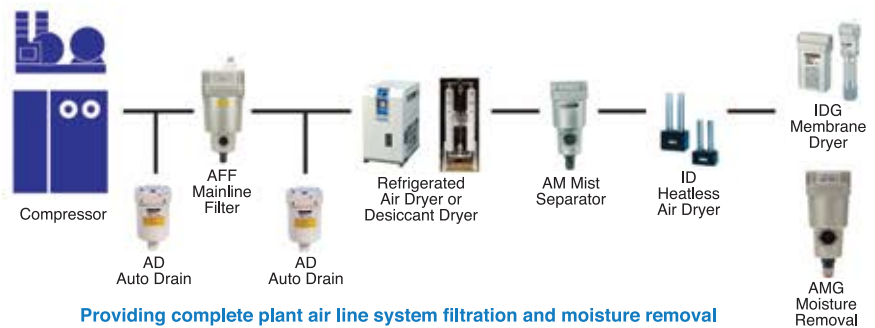 Compressor
AD
Auto Drain
AFF
Mainline
Filter
AD
Auto Drain
Refrigerated
Air Dryer or
Desiccant Dryer
AM Mist
Separator
ID
Heatless
Air Dryer
IDG
Membrane
Dryer
AMG
Moisture
Removal
Providing complete plant air line system filtration and moisture removal